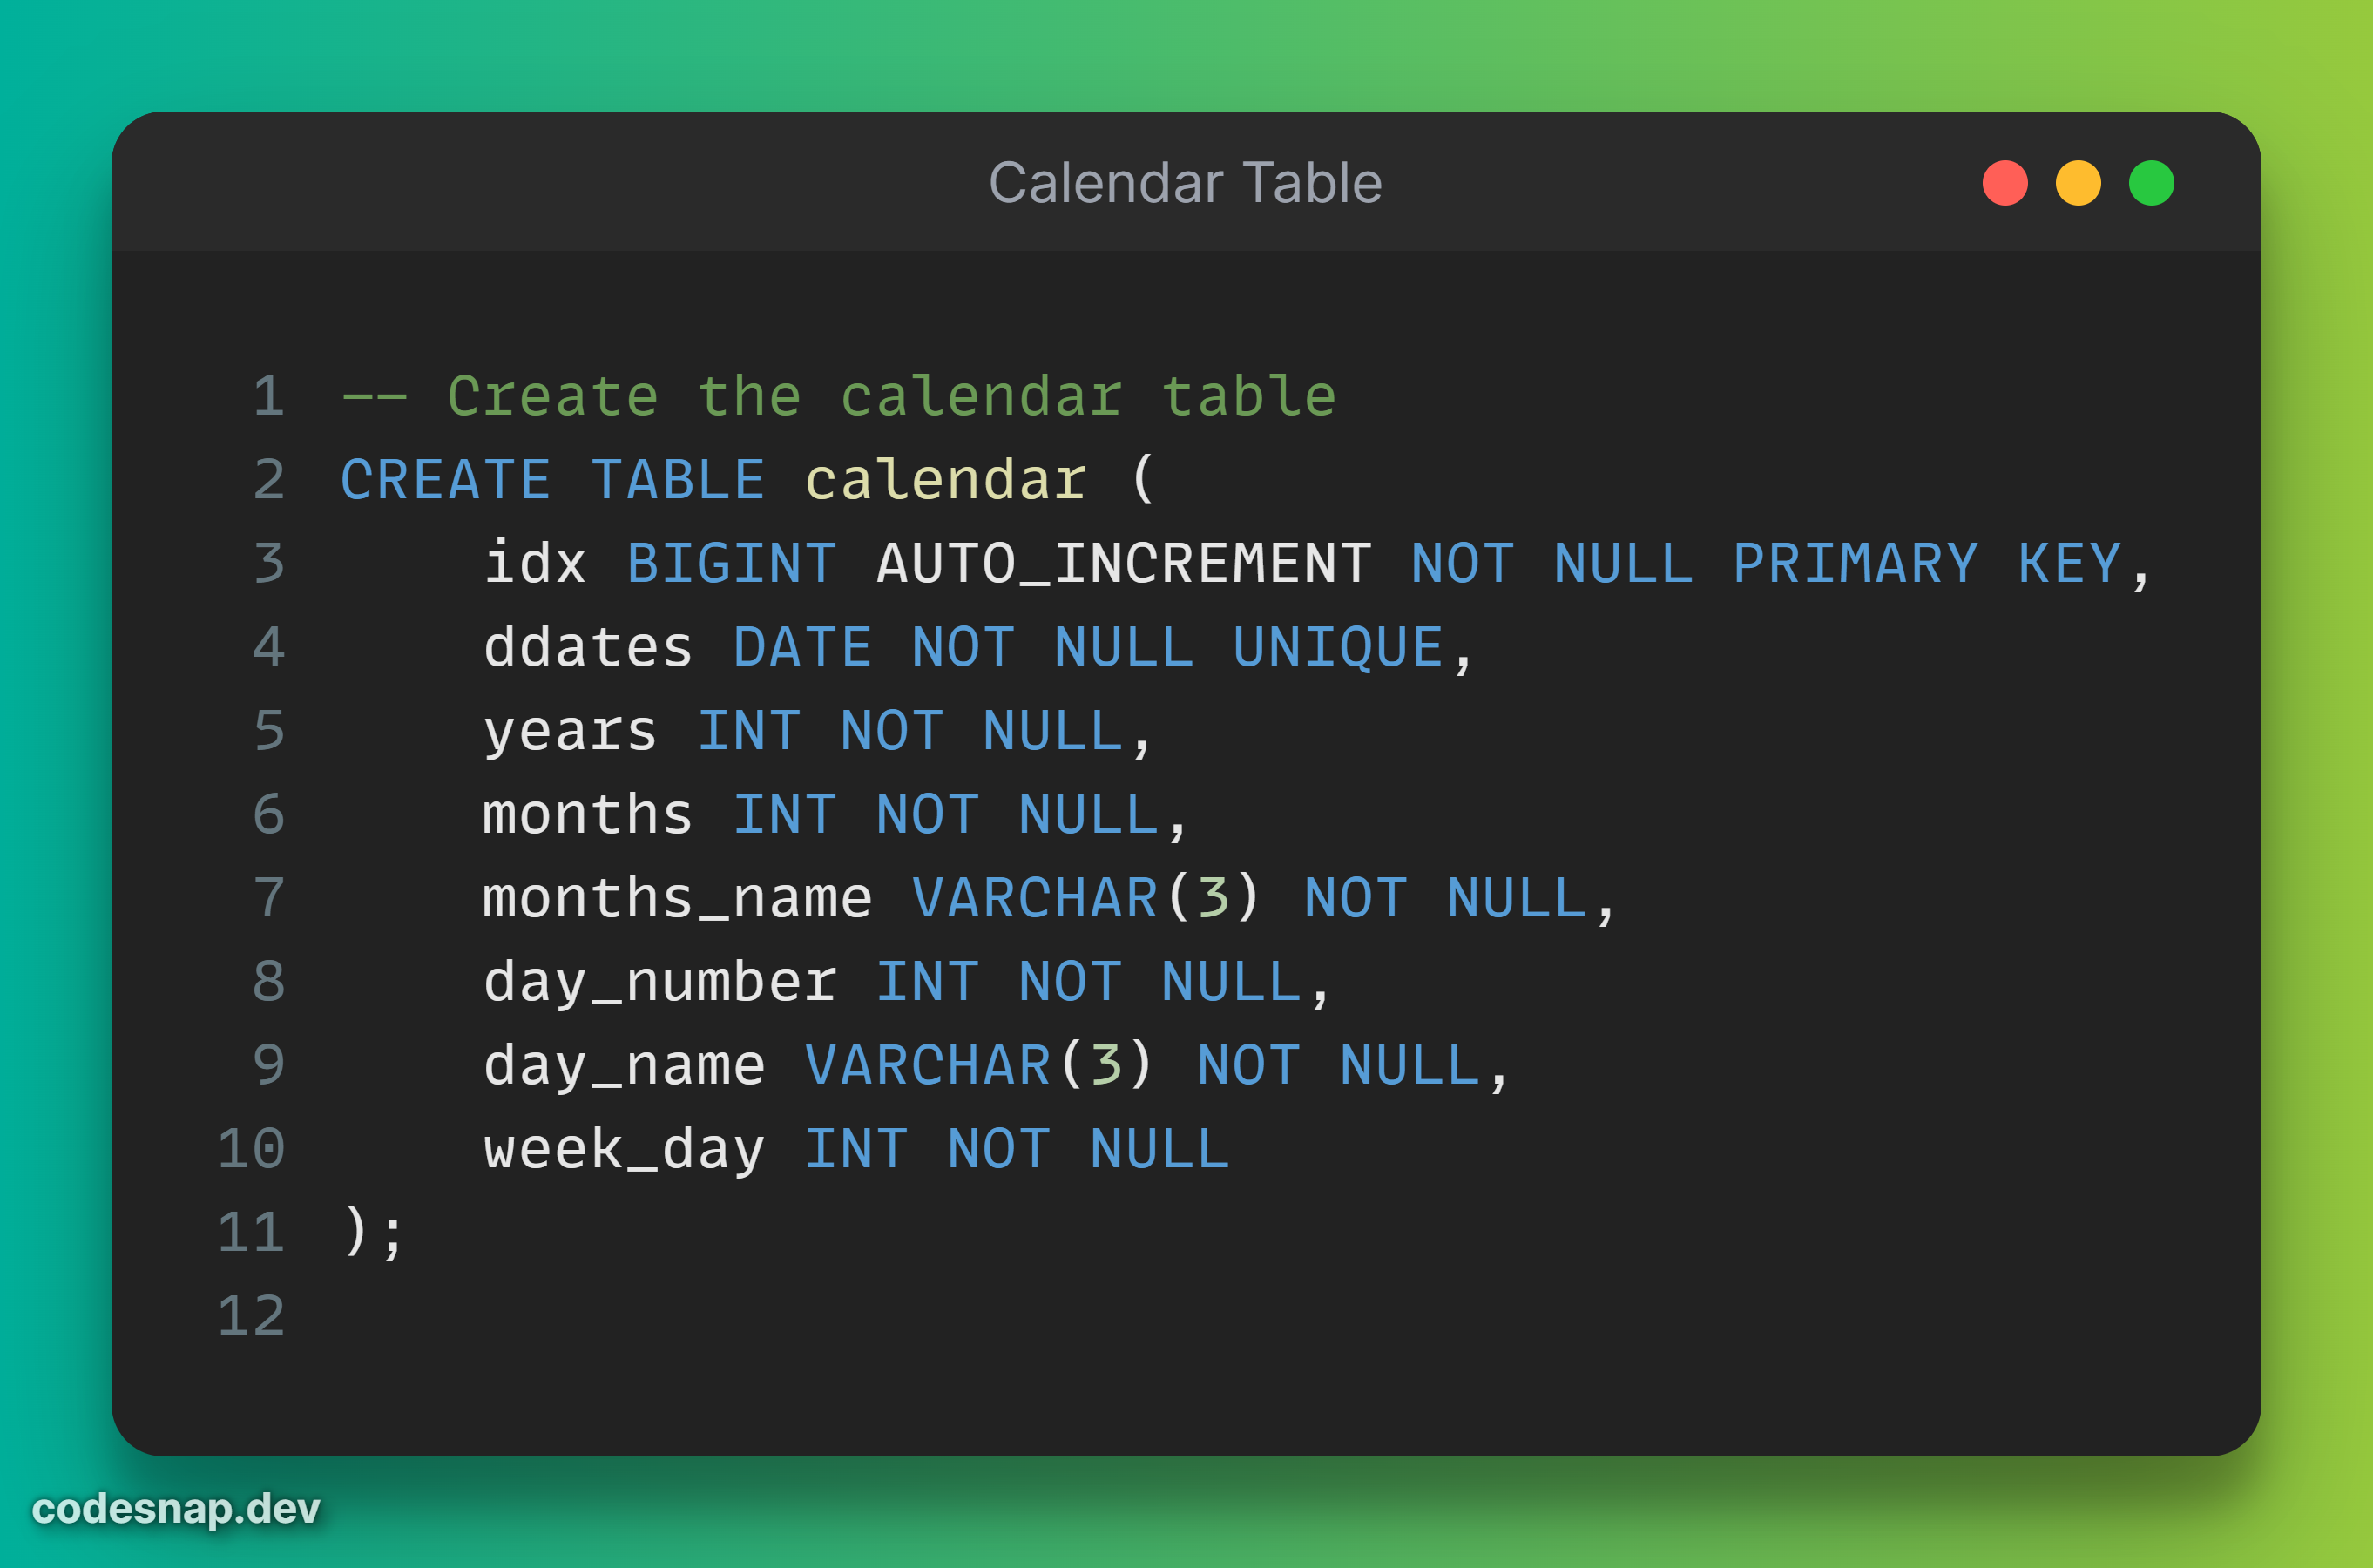 Calendar Table
1 -- Create the calendar table
2 CREATE TABLE calendar (
3     idx BIGINT AUTO_INCREMENT NOT NULL PRIMARY KEY,
4     ddates DATE NOT NULL UNIQUE,
5     years INT NOT NULL,
6     months INT NOT NULL,
7     months_name VARCHAR(3) NOT NULL,
8     day_number INT NOT NULL,
9     day_name VARCHAR(3) NOT NULL,
10     week_day INT NOT NULL
11 );
12
codesnap.dev